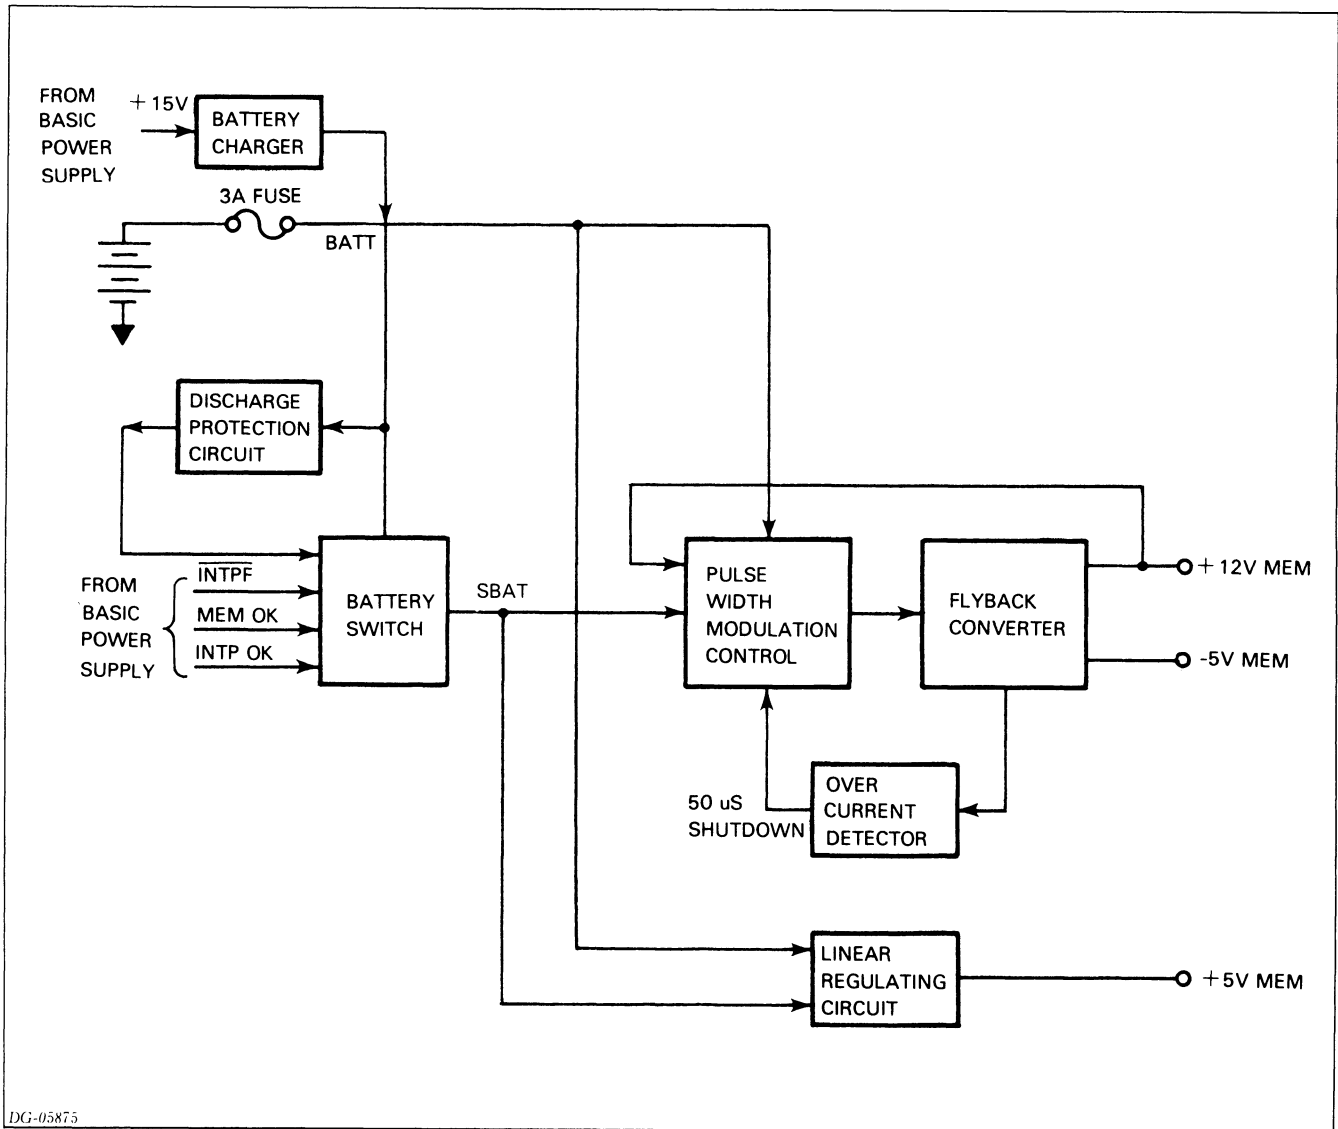 FROM
BASIC
POWER
SUPPLY
+ 15V
BATTERY
CHARGER
3A FUSE
BATT
DISCHARGE
PROTECTION
CIRCUIT
FROM
BASIC
POWER
SUPPLY
INTPF
MEM OK
INTP OK
BATTERY
SWITCH
SBAT
PULSE
WIDTH
MODULATION
CONTROL
FLYBACK
CONVERTER
+ 12V MEM
-5V MEM
50 uS
SHUTDOWN
OVER
CURRENT
DETECTOR
LINEAR
REGULATING
CIRCUIT
+5V MEM
DG-05875